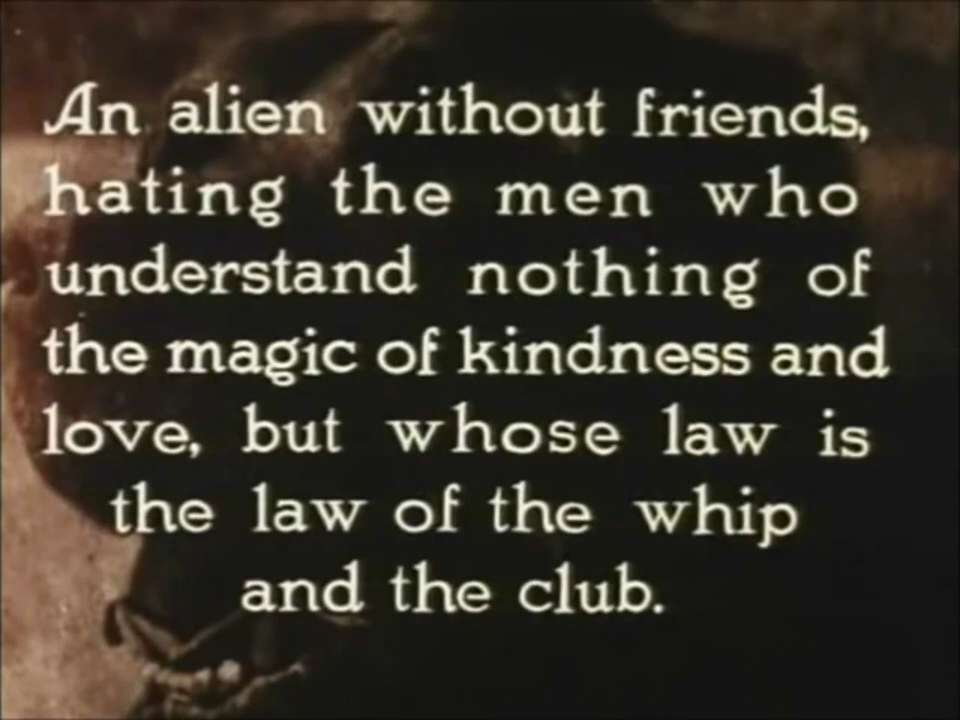 An alien without friends,
hating the men who
understand nothing of
the magic of kindness and
love, but whose law is
the law of the whip
and the club.